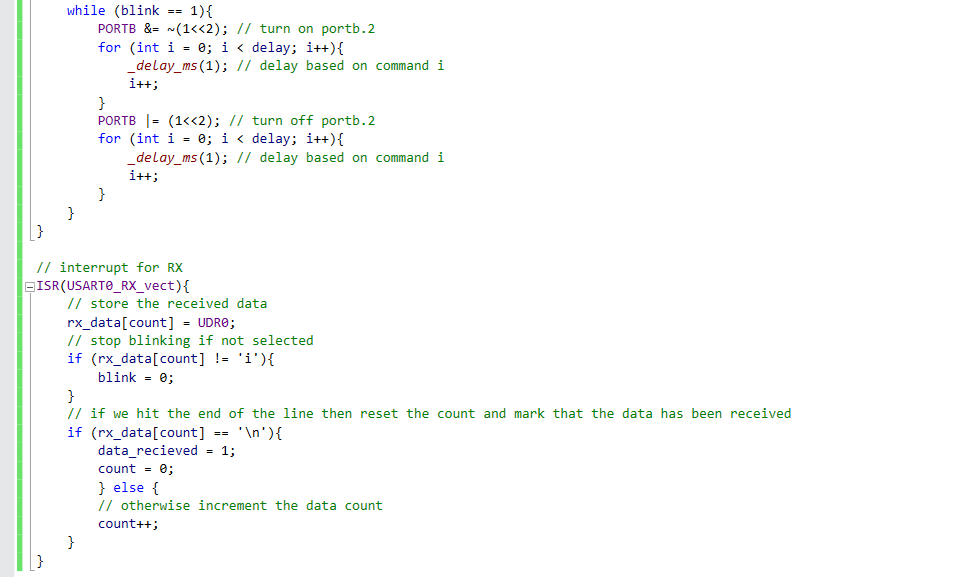 while (blink == 1){
PORTB &= ~(1<<2); // turn on portb.2
for (int i = 0; i < delay; i++){
_delay_ms(1); // delay based on command i
i++;
}
PORTB |= (1<<2); // turn off portb.2
for (int i = 0; i < delay; i++){
_delay_ms(1); // delay based on command i
i++;
}
}
}
// interrupt for RX
ISR(USART0_RX_vect){
// store the received data
rx_data[count] = UDR0;
// stop blinking if not selected
if (rx_data[count] != 'i'){
blink = 0;
}
// if we hit the end of the line then reset the count and mark that the data has been received
if (rx_data[count] == '\n'){
data_recieved = 1;
count = 0;
} else {
// otherwise increment the data count
count++;
}
}